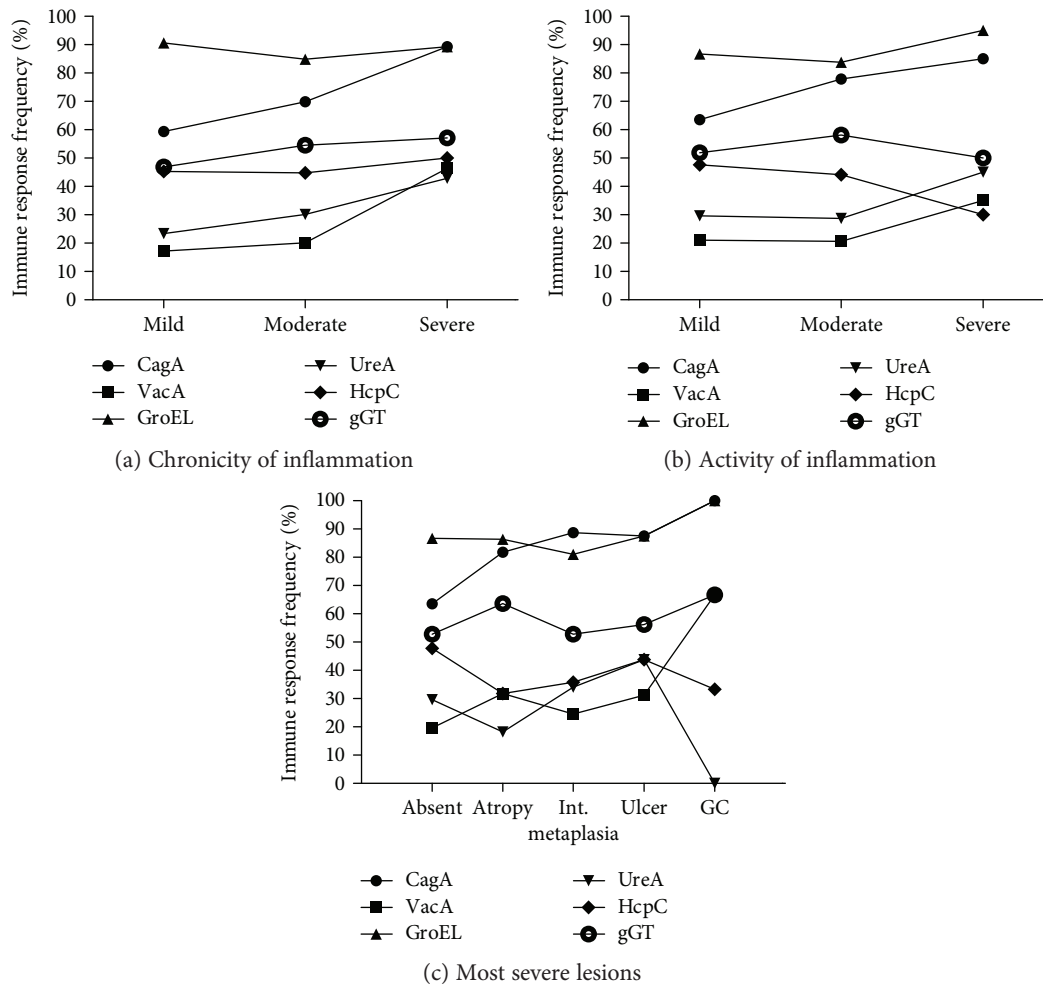 Immune response frequency (%)
100
90
80
70
60
50
40
30
20
10
0
Mild Moderate Severe
CagA UreA
VacA HcpC
GroEL gGT
(a) Chronicity of inflammation
Immune response frequency (%)
100
90
80
70
60
50
40
30
20
10
0
Mild Moderate Severe
CagA UreA
VacA HcpC
GroEL gGT
(b) Activity of inflammation
Immune response frequency (%)
100
90
80
70
60
50
40
30
20
10
0
Absent Atropy Int. Ulcer GC
metaplasia
CagA UreA
VacA HcpC
GroEL gGT
(c) Most severe lesions